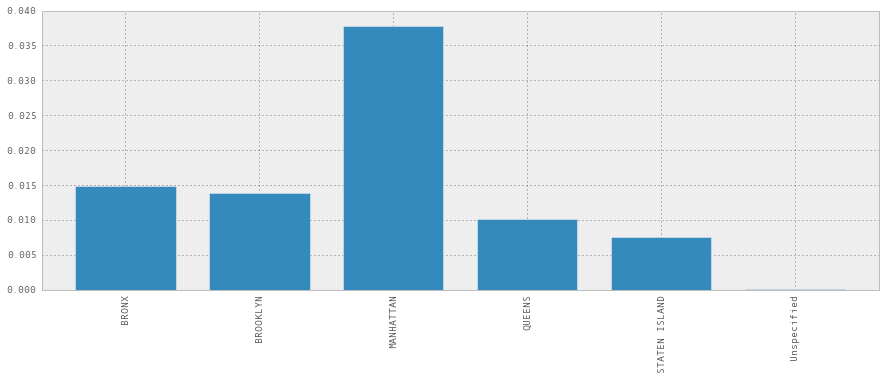 0.040
0.035
0.030
0.025
0.020
0.015
0.010
0.005
0.000
BRONX
BROOKLYN
MANHATTAN
QUEENS
STATEN ISLAND
Unspecified